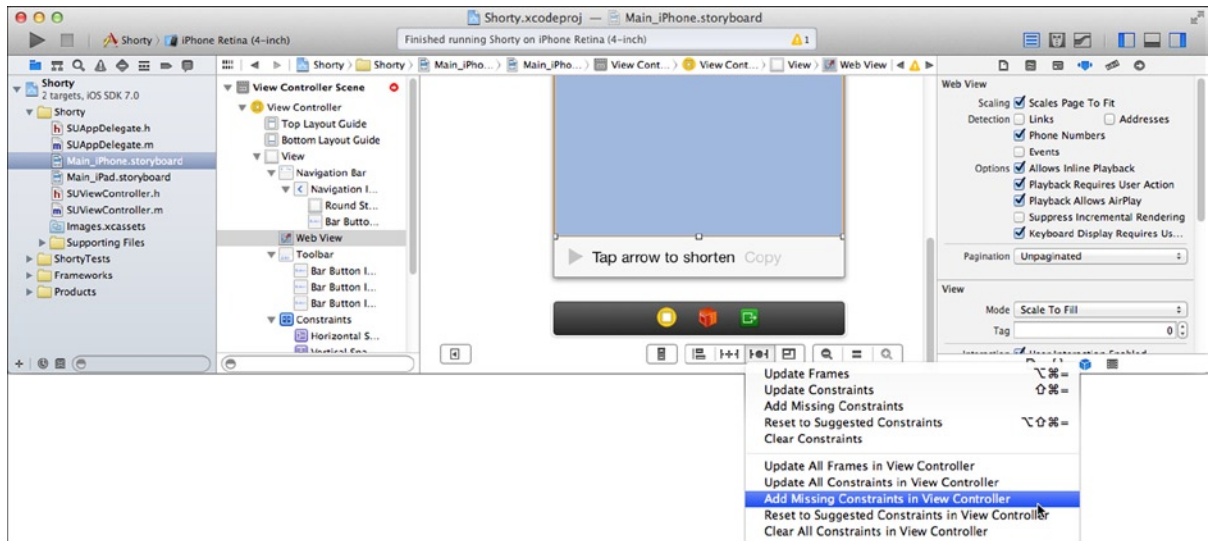 Shorty.xcodeproj — Main_iPhone.storyboard
Shorty iPhone Retina (4-inch)
Finished running Shorty on iPhone Retina (4-inch)
1
Shorty Shorty Main_iPho... Main_iPho... View Cont... View Cont... View Web View
Shorty
2 targets, iOS SDK 7.0
Shorty
h SUAppDelegate.h
m SUAppDelegate.m
Main_iPhone.storyboard
Main_iPad.storyboard
h SUViewController.h
m SUViewController.m
Images.xcassets
Supporting Files
ShortyTests
Frameworks
Products
View Controller Scene
View Controller
Top Layout Guide
Bottom Layout Guide
View
Navigation Bar
Navigation I...
Round St...
Bar Butto...
Web View
Toolbar
Bar Button I...
Bar Button I...
Bar Button I...
Constraints
Horizontal S...
Vertical Spa...
Tap arrow to shorten Copy
Web View
Scaling Scales Page To Fit
Detection Links Addresses
Phone Numbers
Events
Options Allows Inline Playback
Playback Requires User Action
Playback Allows AirPlay
Suppress Incremental Rendering
Keyboard Display Requires Us...
Pagination Unpaginated
View
Mode Scale To Fill
Tag 0
Interaction User Interaction Enabled
Update Frames ⌥⌘=
Update Constraints ⇧⌘=
Add Missing Constraints
Reset to Suggested Constraints ⌥⇧⌘=
Clear Constraints
Update All Frames in View Controller
Update All Constraints in View Controller
Add Missing Constraints in View Controller
Reset to Suggested Constraints in View Controller
Clear All Constraints in View Controller